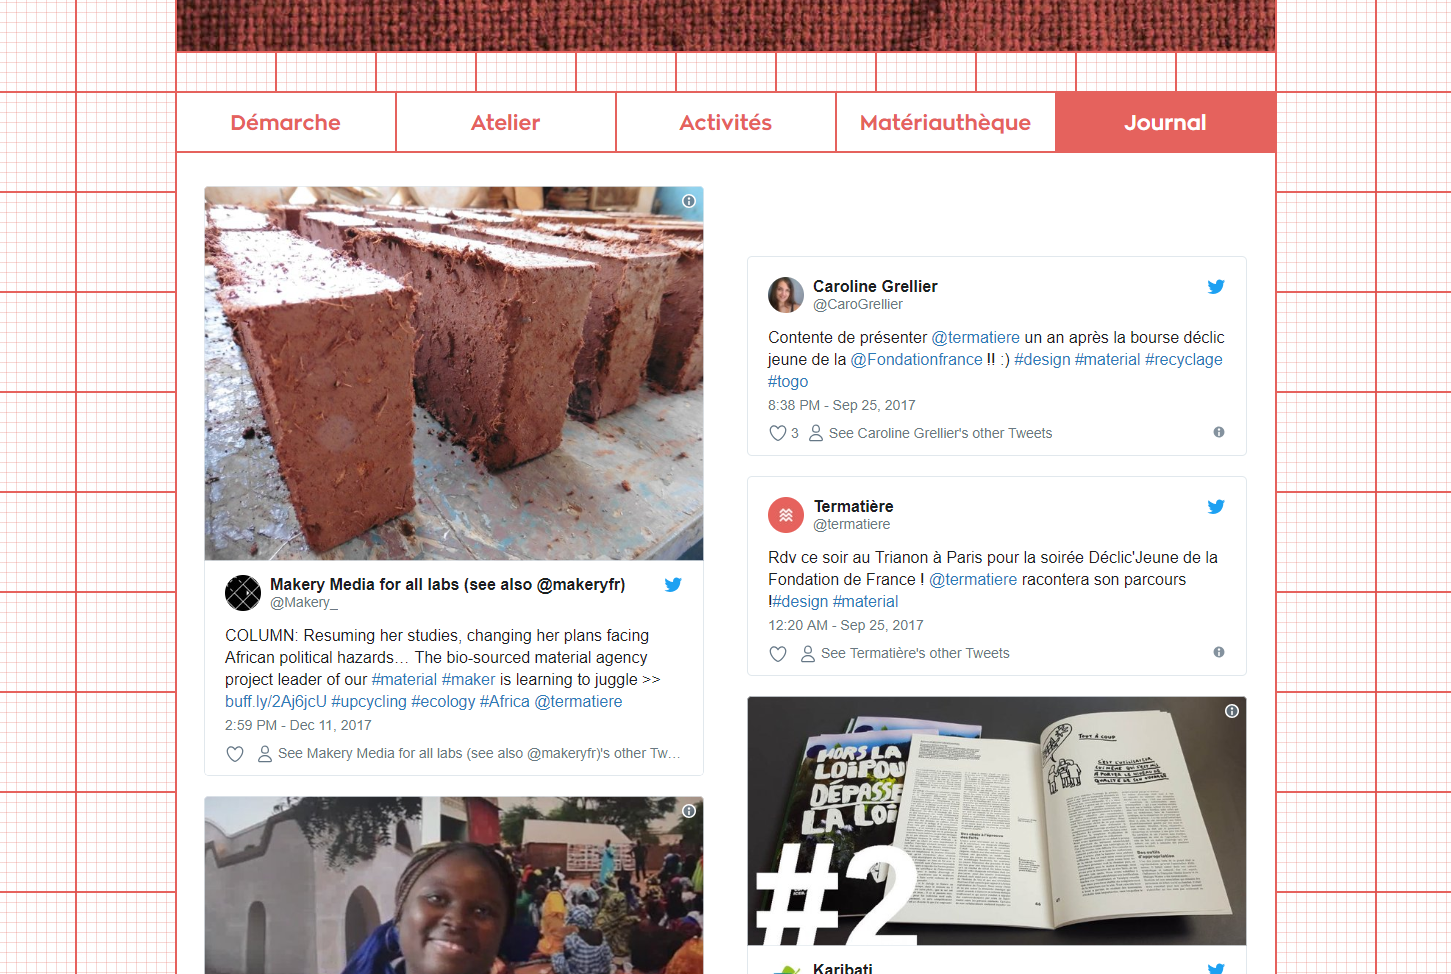 Démarche
Atelier
Activités
Matériauthèque
Journal
Makery Media for all labs (see also @makeryfr)
@Makery_
COLUMN: Resuming her studies, changing her plans facing
African political hazards… The bio-sourced material agency
project leader of our #material #maker is learning to juggle >>
buff.ly/2Aj6jcU #upcycling #ecology #Africa @termatiere
2:59 PM - Dec 11, 2017
See Makery Media for all labs (see also @makeryfr)'s other Tw…
Caroline Grellier
@CaroGrellier
Contente de présenter @termatiere un an après la bourse déclic
jeune de la @Fondationfrance !! :) #design #material #recyclage
#togo
8:38 PM - Sep 25, 2017
3 See Caroline Grellier's other Tweets
Termatière
@termatiere
Rdv ce soir au Trianon à Paris pour la soirée Déclic'Jeune de la
Fondation de France ! @termatiere racontera son parcours
!#design #material
12:20 AM - Sep 25, 2017
See Termatière's other Tweets
HORS LA
LOI POU
DÉPASSE
LA LOI
#2
TOUT À COUP
Karibati